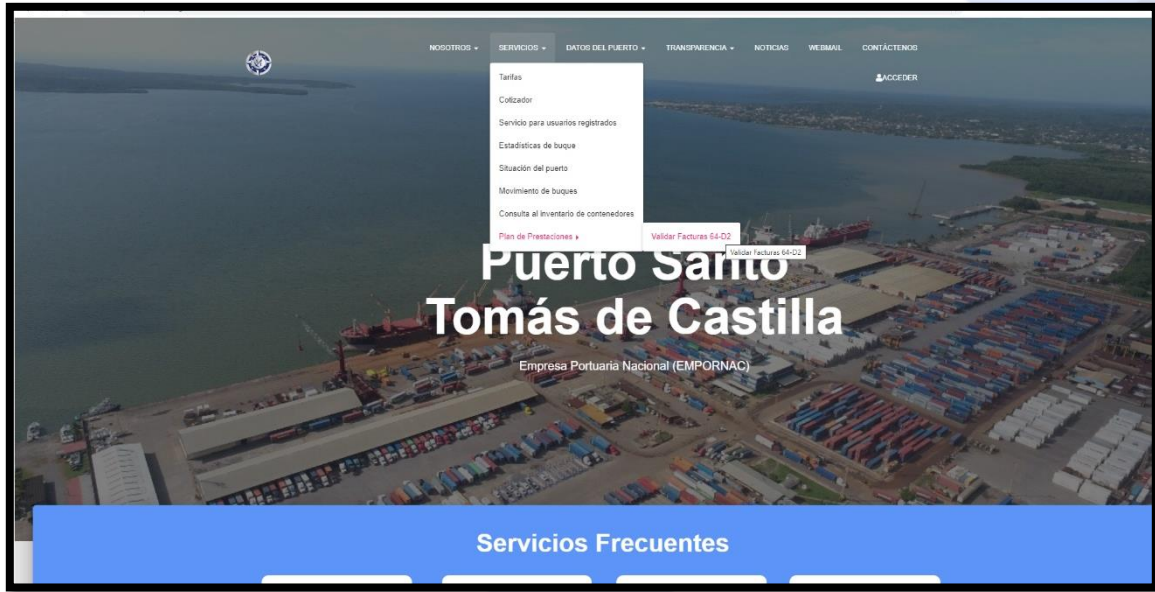 NOSOTROS SERVICIOS DATOS DEL PUERTO TRANSPARENCIA NOTICIAS WEBMAIL CONTÁCTENOS
ACCEDER
Tarifas
Cotizador
Servicio para usuarios registrados
Estadísticas de buque
Situación del puerto
Movimiento de buques
Consulta al inventario de contenedores
Plan de Prestaciones Validar Facturas 64-D2
Validar Facturas 64-D2
Puerto Santo
Tomás de Castilla
Empresa Portuaria Nacional (EMPORNAC)
Servicios Frecuentes